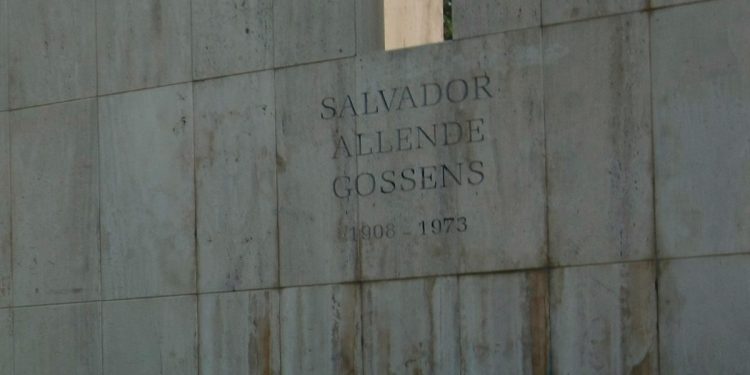 SALVADOR
ALLENDE
GOSSENS
1908 - 1973